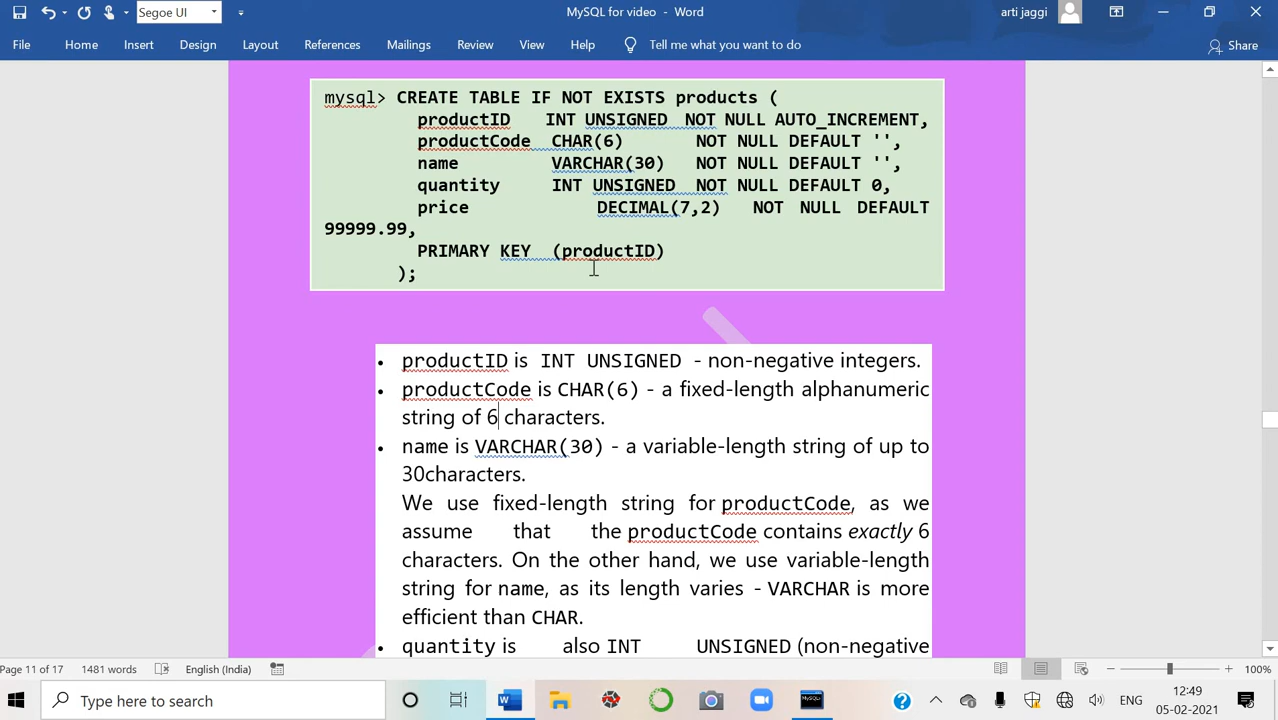 Segoe UI
MySQL for video - Word
arti jaggi
File Home Insert Design Layout References Mailings Review View Help Tell me what you want to do Share
mysql> CREATE TABLE IF NOT EXISTS products (
productID INT UNSIGNED NOT NULL AUTO_INCREMENT,
productCode CHAR(6) NOT NULL DEFAULT '',
name VARCHAR(30) NOT NULL DEFAULT '',
quantity INT UNSIGNED NOT NULL DEFAULT 0,
price DECIMAL(7,2) NOT NULL DEFAULT
99999.99,
PRIMARY KEY (productID)
);
• productID is INT UNSIGNED - non-negative integers.
• productCode is CHAR(6) - a fixed-length alphanumeric
string of 6 characters.
• name is VARCHAR(30) - a variable-length string of up to
30characters.
We use fixed-length string for productCode, as we
assume that the productCode contains exactly 6
characters. On the other hand, we use variable-length
string for name, as its length varies - VARCHAR is more
efficient than CHAR.
• quantity is also INT UNSIGNED (non-negative
Page 11 of 17 1481 words English (India) 100%
Type here to search
ENG
12:49
05-02-2021